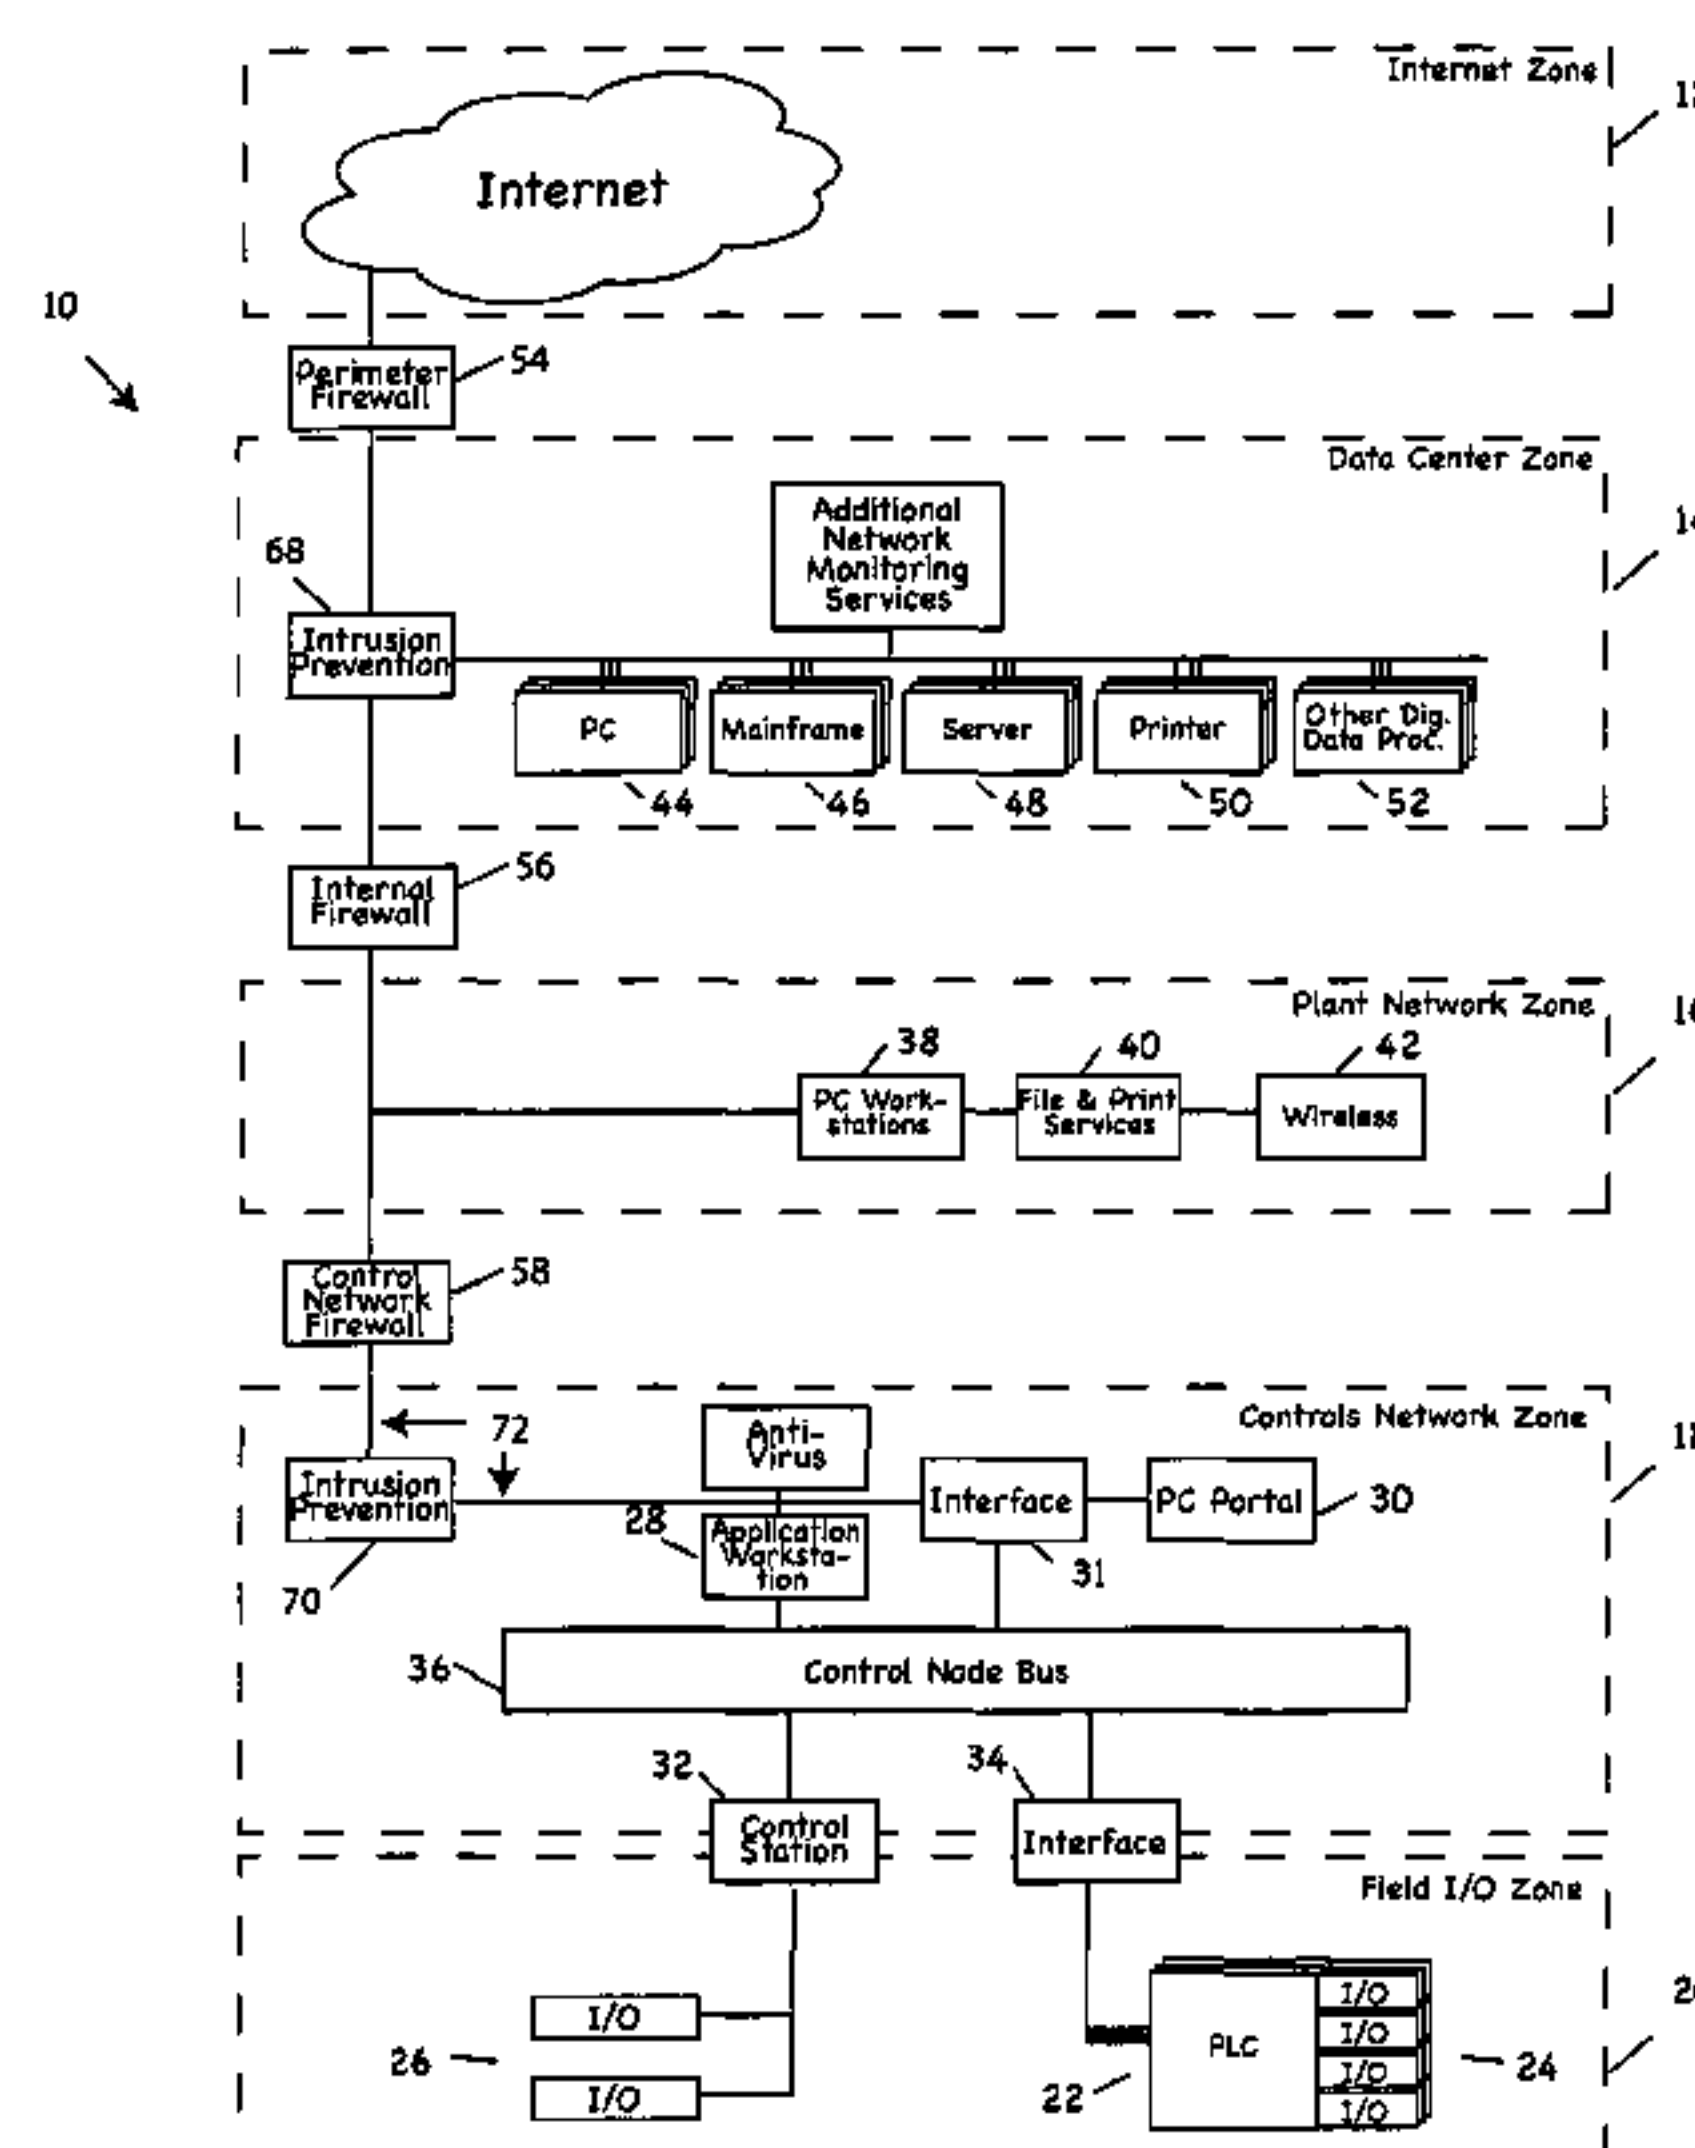 Internet Zone
Internet
10
Perimeter
Firewall
54
Data Center Zone
Additional
Network
Monitoring
Services
68
Intrusion
Prevention
PC
Mainframe
Server
Printer
Other Dig.
Data Proc.
44
46
48
50
52
Internal
Firewall
56
Plant Network Zone
38
40
42
PC Work-
stations
File & Print
Services
Wireless
Control
Network
Firewall
58
Controls Network Zone
72
Anti-
Virus
Intrusion
Prevention
Interface
PC Portal
30
28
Application
Worksta-
tion
31
70
36
Control Node Bus
32
34
Control
Station
Interface
Field I/O Zone
I/O
I/O
26
PLC
I/O
I/O
I/O
I/O
22
24